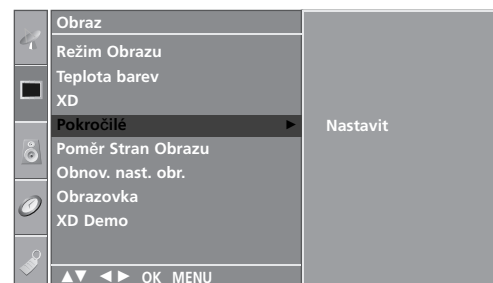 Obraz
Režim Obrazu
Teplota barev
XD
Pokročilé ► Nastavit
Poměr Stran Obrazu
Obnov. nast. obr.
Obrazovka
XD Demo
▲▼ ◄► OK MENU